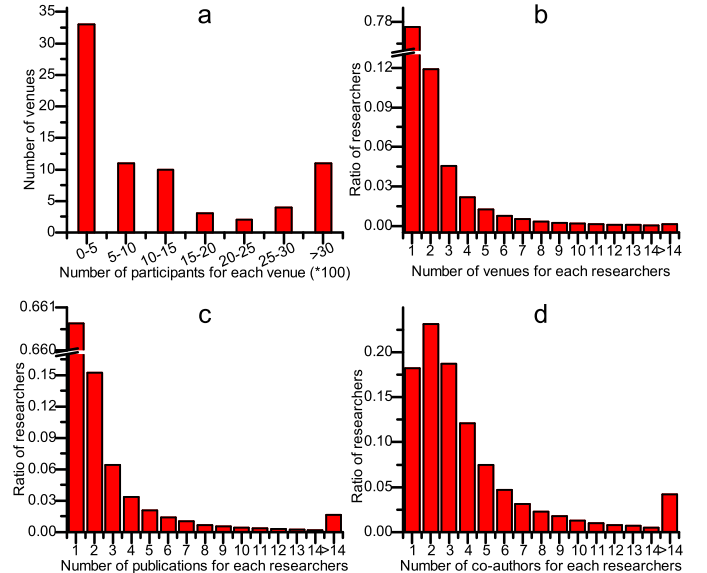 a
35
30
25
20
15
10
5
0
Number of venues
0-5 5-10 10-15 15-20 20-25 25-30 >30
Number of participants for each venue (*100)
b
0.78
0.12
0.09
0.06
0.03
0.00
Ratio of researchers
1 2 3 4 5 6 7 8 9 10 11 12 13 14 >14
Number of venues for each researchers
c
0.661
0.660
0.15
0.12
0.09
0.06
0.03
0.00
Ratio of researchers
1 2 3 4 5 6 7 8 9 10 11 12 13 14 >14
Number of publications for each researchers
d
0.20
0.15
0.10
0.05
0.00
Ratio of researchers
1 2 3 4 5 6 7 8 9 10 11 12 13 14 >14
Number of co-authors for each researchers